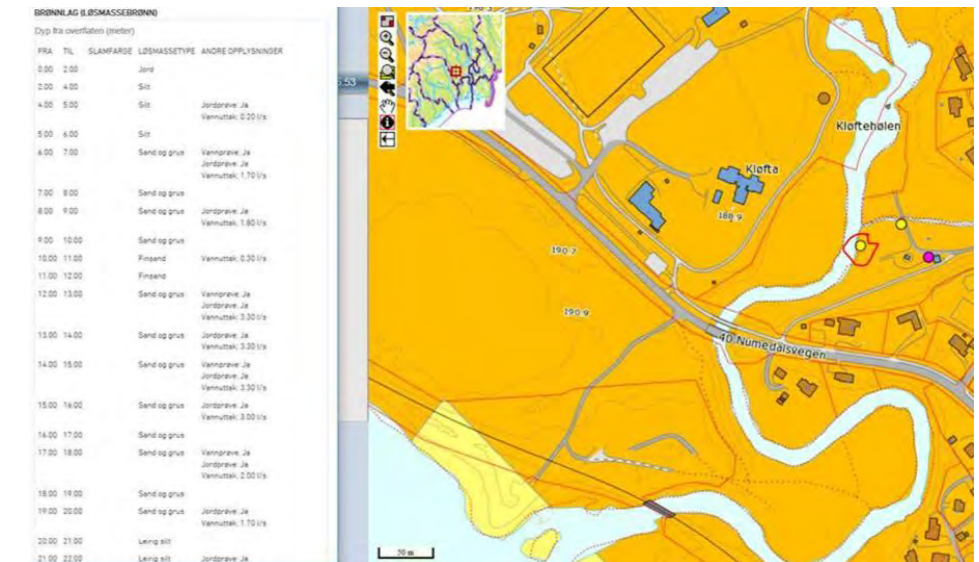 BRØNNLAG (LØSMASSEBRØNN)
Dyp fra overflaten (meter)
FRA TIL SLAMFARGE LØSMASSETYPE ANDRE OPPLYSNINGER
0.00 2.00 Jord
2.00 4.00 Silt
4.00 5.00 Silt Jordprøve: Ja
Vannuttak: 0.20 l/s
5.00 6.00 Silt
6.00 7.00 Sand og grus Vannprøve: Ja
Jordprøve: Ja
Vannuttak: 1.70 l/s
7.00 8.00 Sand og grus
8.00 9.00 Sand og grus Jordprøve: Ja
Vannuttak: 1.80 l/s
9.00 10.00 Sand og grus
10.00 11.00 Finsand Vannuttak: 0.30 l/s
11.00 12.00 Finsand
12.00 13.00 Sand og grus Vannprøve: Ja
Jordprøve: Ja
Vannuttak: 3.30 l/s
13.00 14.00 Sand og grus Jordprøve: Ja
Vannuttak: 3.20 l/s
14.00 15.00 Sand og grus Vannprøve: Ja
Jordprøve: Ja
Vannuttak: 3.30 l/s
15.00 16.00 Sand og grus Jordprøve: Ja
Vannuttak: 3.00 l/s
16.00 17.00 Sand og grus
17.00 18.00 Sand og grus Vannprøve: Ja
Jordprøve: Ja
Vannuttak: 2.00 l/s
18.00 19.00 Sand og grus
19.00 20.00 Sand og grus Jordprøve: Ja
Vannuttak: 1.70 l/s
20.00 21.00 Leirig silt
21.00 22.00 Leirig silt Jordprøve: Ja
Kløftehølen
Kløfta
188.9
190.7
190.9
40 Numedalsvegen
20 m